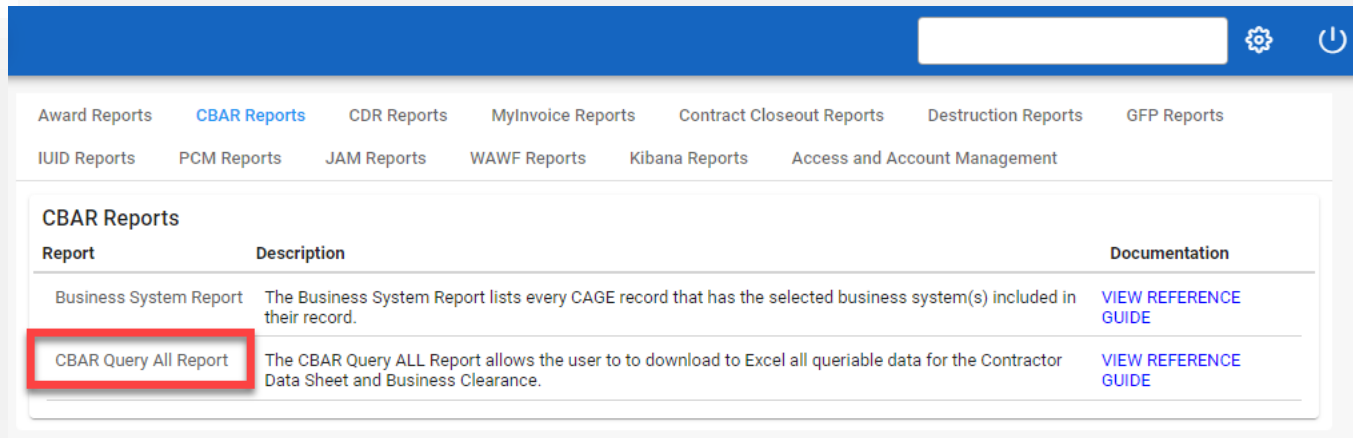 Award Reports CBAR Reports CDR Reports MyInvoice Reports Contract Closeout Reports Destruction Reports GFP Reports
IUID Reports PCM Reports JAM Reports WAWF Reports Kibana Reports Access and Account Management
CBAR Reports
Report Description Documentation
Business System Report The Business System Report lists every CAGE record that has the selected business system(s) included in VIEW REFERENCE
their record. GUIDE
CBAR Query All Report The CBAR Query ALL Report allows the user to to download to Excel all queriable data for the Contractor VIEW REFERENCE
Data Sheet and Business Clearance. GUIDE